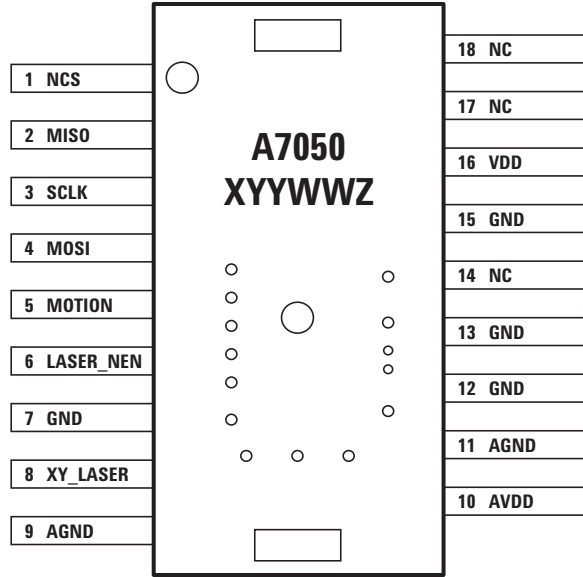 1 NCS
2 MISO
3 SCLK
4 MOSI
5 MOTION
6 LASER_NEN
7 GND
8 XY_LASER
9 AGND
A7050
XYYWWZ
18 NC
17 NC
16 VDD
15 GND
14 NC
13 GND
12 GND
11 AGND
10 AVDD